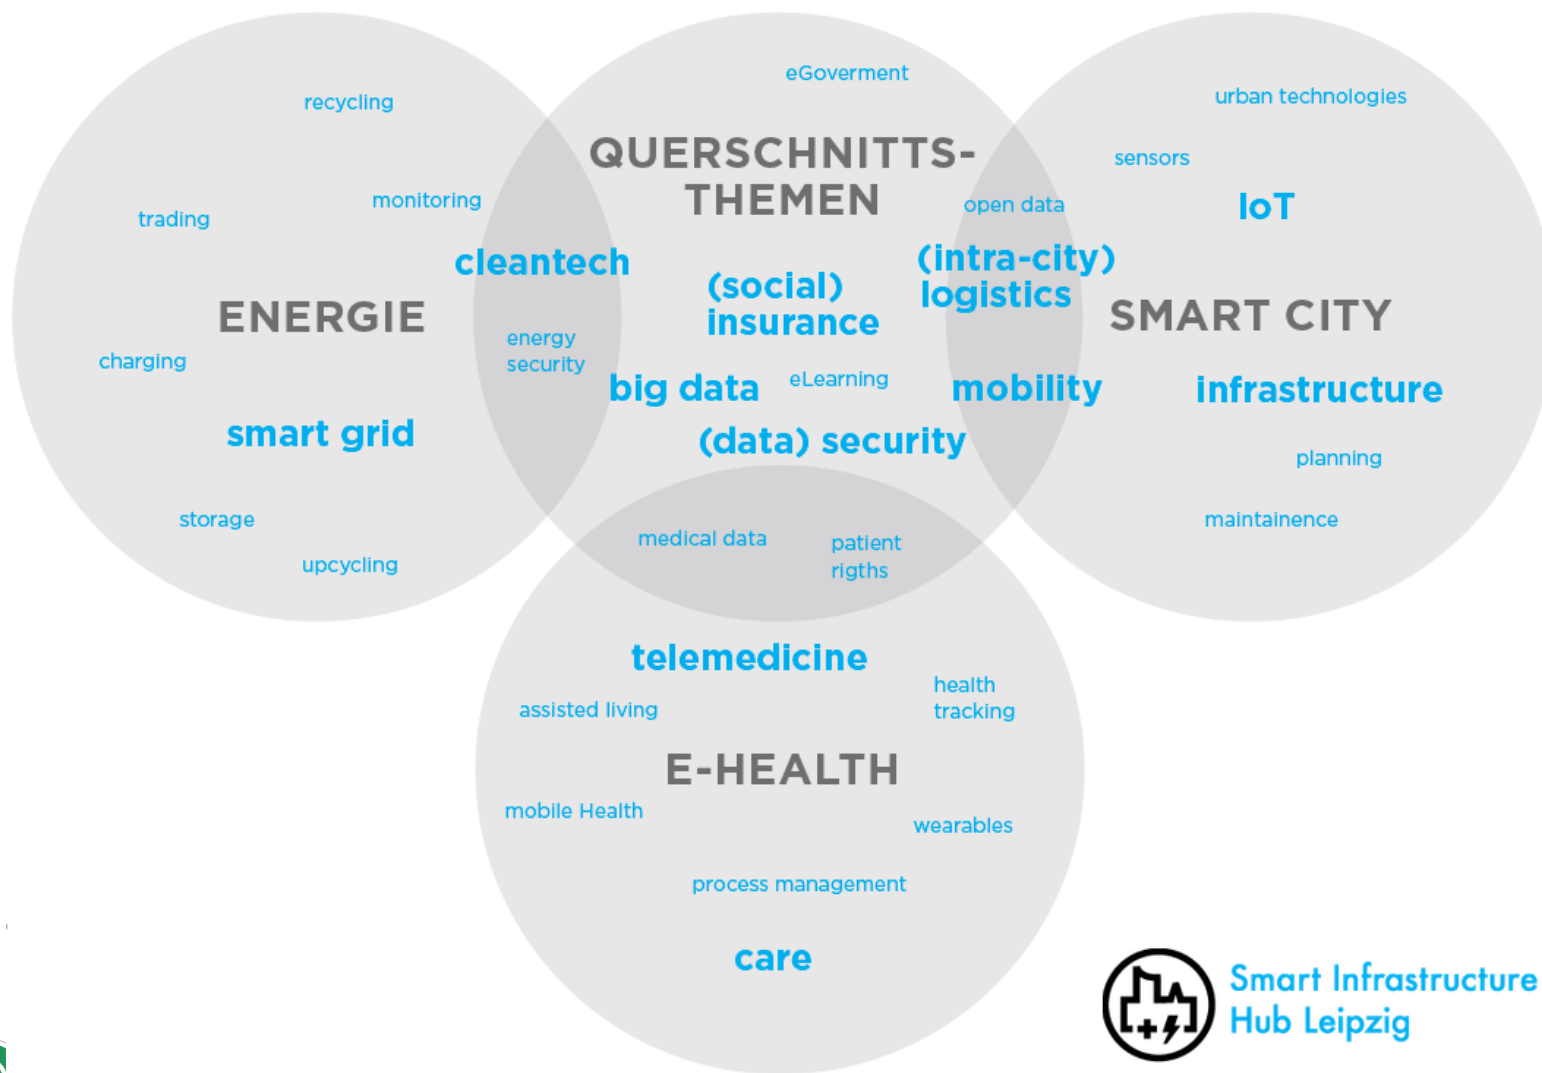 eGoverment
recycling
urban technologies
QUERSCHNITTS-
THEMEN
sensors
monitoring
trading
open data
IoT
cleantech
(social)
insurance
(intra-city)
logistics
ENERGIE
SMART CITY
charging
energy
security
big data
eLearning
mobility
infrastructure
smart grid
(data) security
planning
storage
maintainence
upcycling
medical data
patient
rigths
telemedicine
health
tracking
assisted living
E-HEALTH
mobile Health
wearables
process management
care
Smart Infrastructure
Hub Leipzig